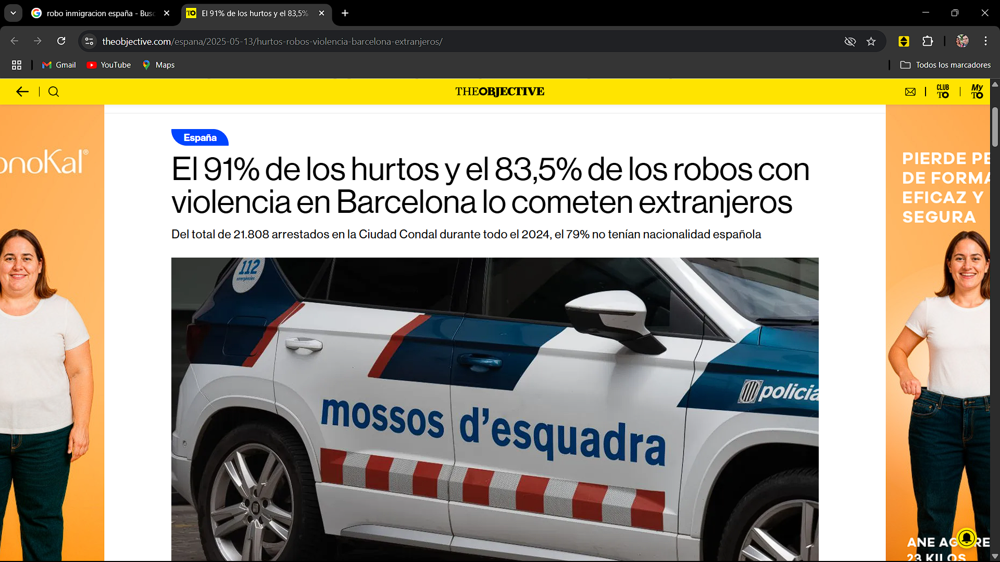 robo inmigracion españa - Busc
El 91% de los hurtos y el 83,5%
theobjective.com/espana/2025-05-13/hurtos-robos-violencia-barcelona-extranjeros/
Gmail
YouTube
Maps
Todos los marcadores
THEOBJECTIVE
CLUB
TO
My
TO
onoKal®
España
El 91% de los hurtos y el 83,5% de los robos con
violencia en Barcelona lo cometen extranjeros
Del total de 21.808 arrestados en la Ciudad Condal durante todo el 2024, el 79% no tenían nacionalidad española
PIERDE PE
DE FORMA
EFICAZ Y
SEGURA
112
emergències
policia
mossos d'esquadra
ANE AG RE
23 KILOS